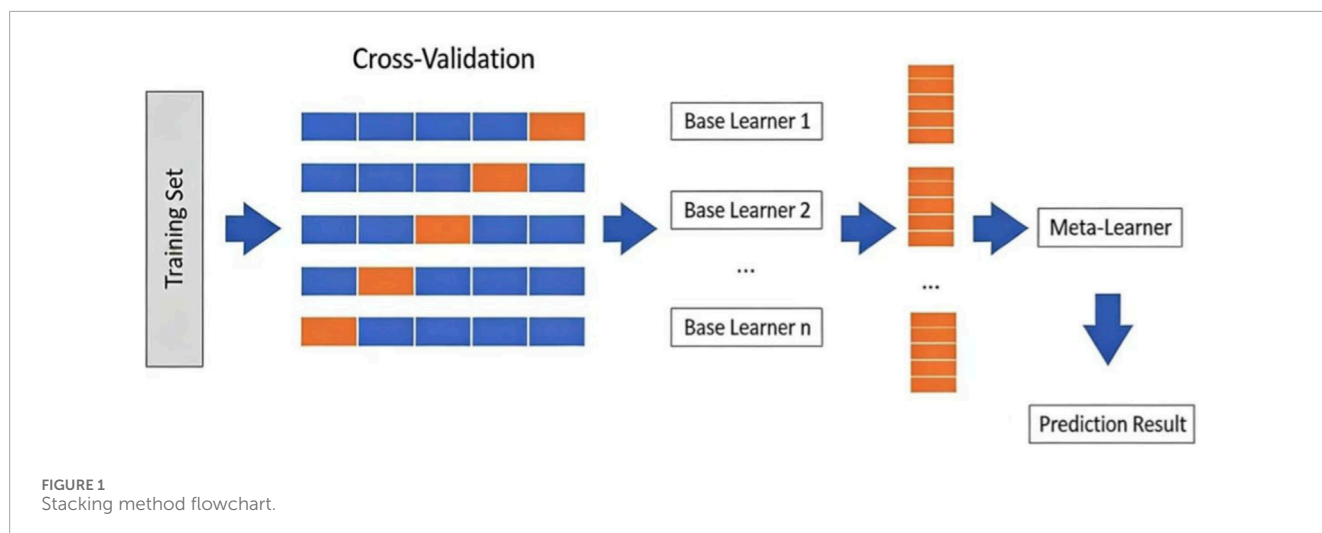 Cross-Validation
Training Set
Base Learner 1
Base Learner 2
...
Base Learner n
...
Meta-Learner
Prediction Result
FIGURE 1
Stacking method flowchart.